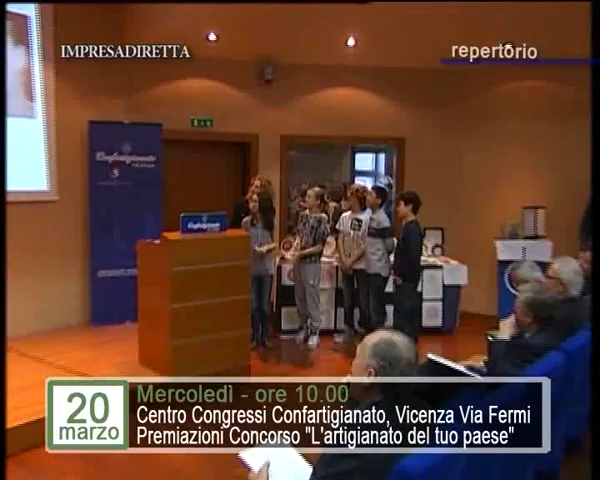 IMPRESADIRETTA
repertorio
Confartigianato
20
marzo
Mercoledì - ore 10.00
Centro Congressi Confartigianato, Vicenza Via Fermi
Premiazioni Concorso "L'artigianato del tuo paese"